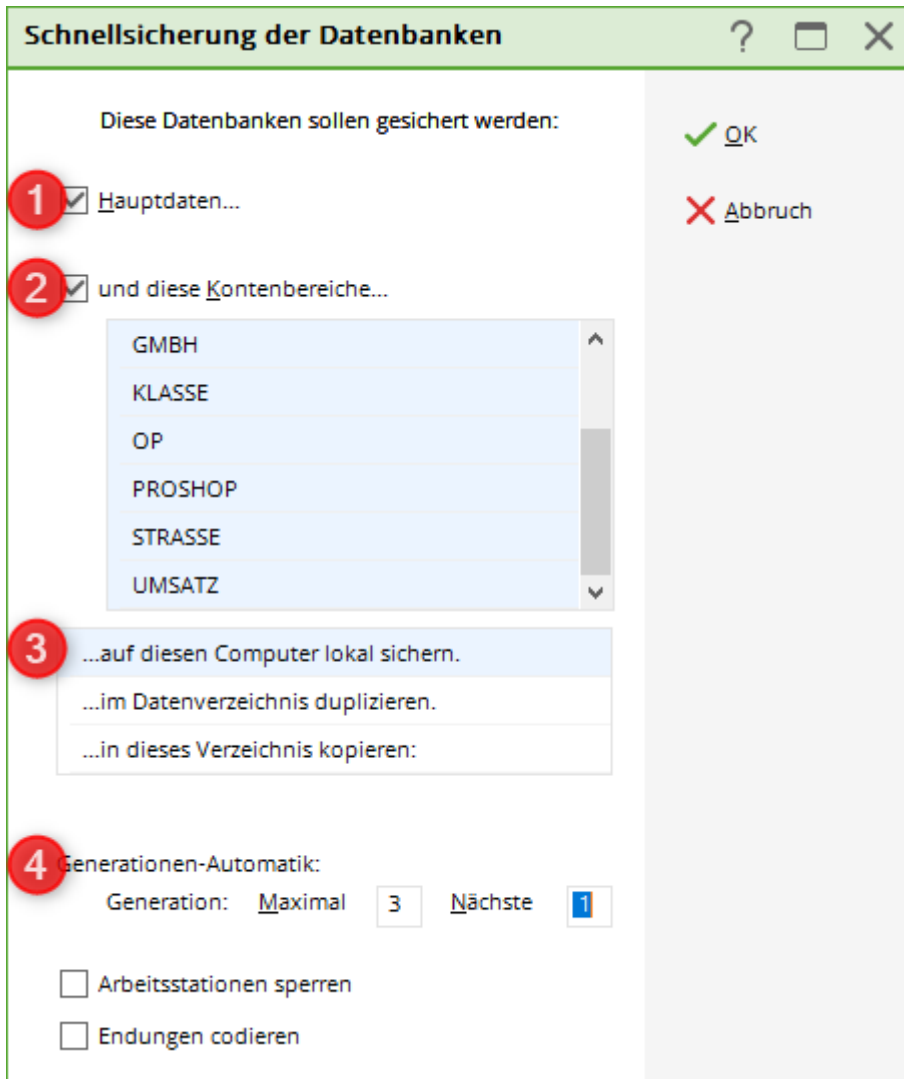 Schnellsicherung der Datenbanken ?
Diese Datenbanken sollen gesichert werden:
OK
1 Hauptdaten...
Abbruch
2 und diese Kontenbereiche...
GMBH
KLASSE
OP
PROSHOP
STRASSE
UMSATZ
3 ...auf diesen Computer lokal sichern.
...im Datenverzeichnis duplizieren.
...in dieses Verzeichnis kopieren:
4 Generationen-Automatik:
Generation: Maximal 3 Nächste 1
Arbeitsstationen sperren
Endungen codieren